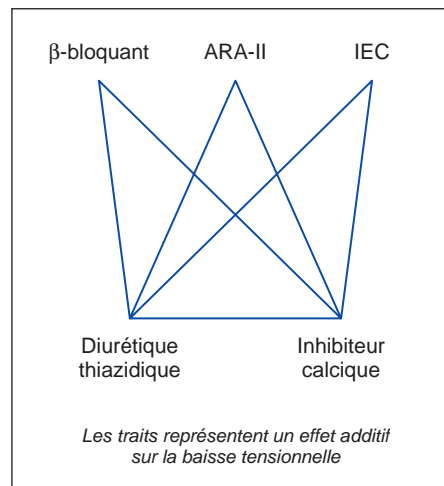 β-bloquant ARA-II IEC
Diurétique Inhibiteur
thiazidique calcique
Les traits représentent un effet additif
sur la baisse tensionnelle